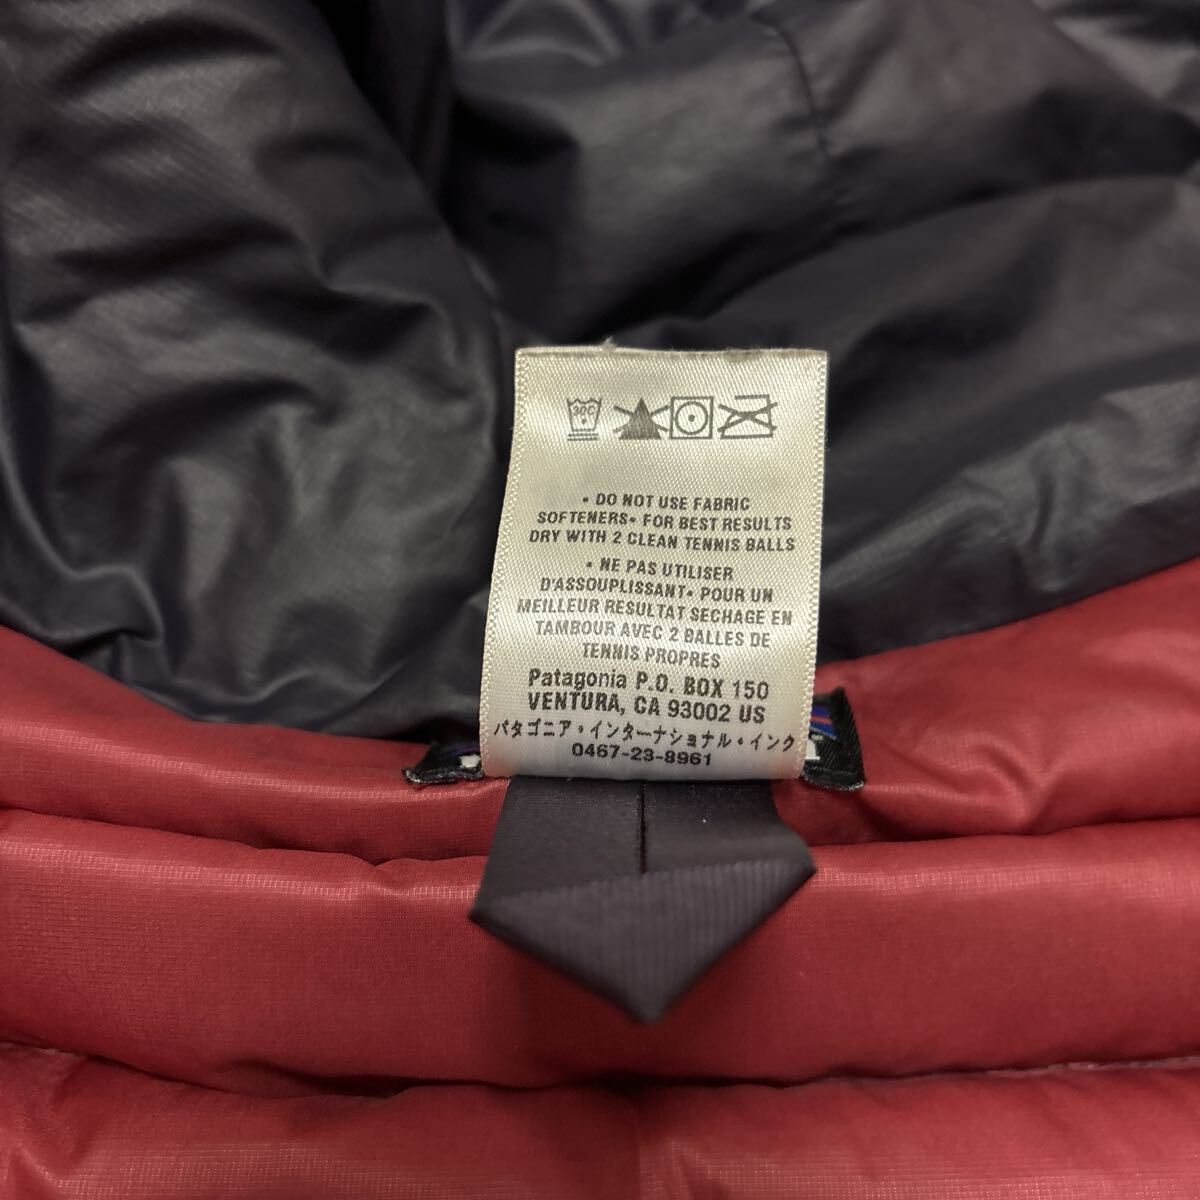 30C
• DO NOT USE FABRIC
SOFTENERS• FOR BEST RESULTS
DRY WITH 2 CLEAN TENNIS BALLS
• NE PAS UTILISER
D'ASSOUPLISSANT• POUR UN
MEILLEUR RESULTAT SECHAGE EN
TAMBOUR AVEC 2 BALLES DE
TENNIS PROPRES
Patagonia P.O. BOX 150
VENTURA, CA 93002 US
パタゴニア・インターナショナル・インク
0467-23-8961